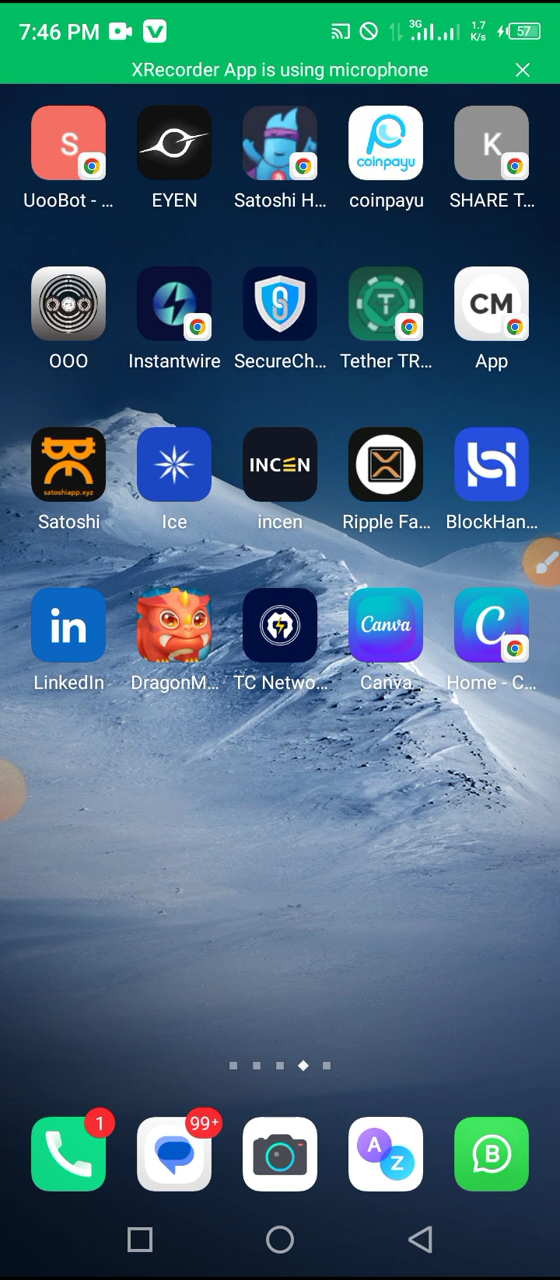 7:46 PM 3G 1.7 K/s 57
XRecorder App is using microphone
S K
coinpayu
UooBot - ... EYEN Satoshi H... coinpayu SHARE T...
T CM
OOO Instantwire SecureCh... Tether TR... App
INCEN
satoshiapp.xyz
Satoshi Ice incen Ripple Fa... BlockHan...
in Canva C
LinkedIn DragonM... TC Netwo... Canva Home - C...
1 99+
A Z B